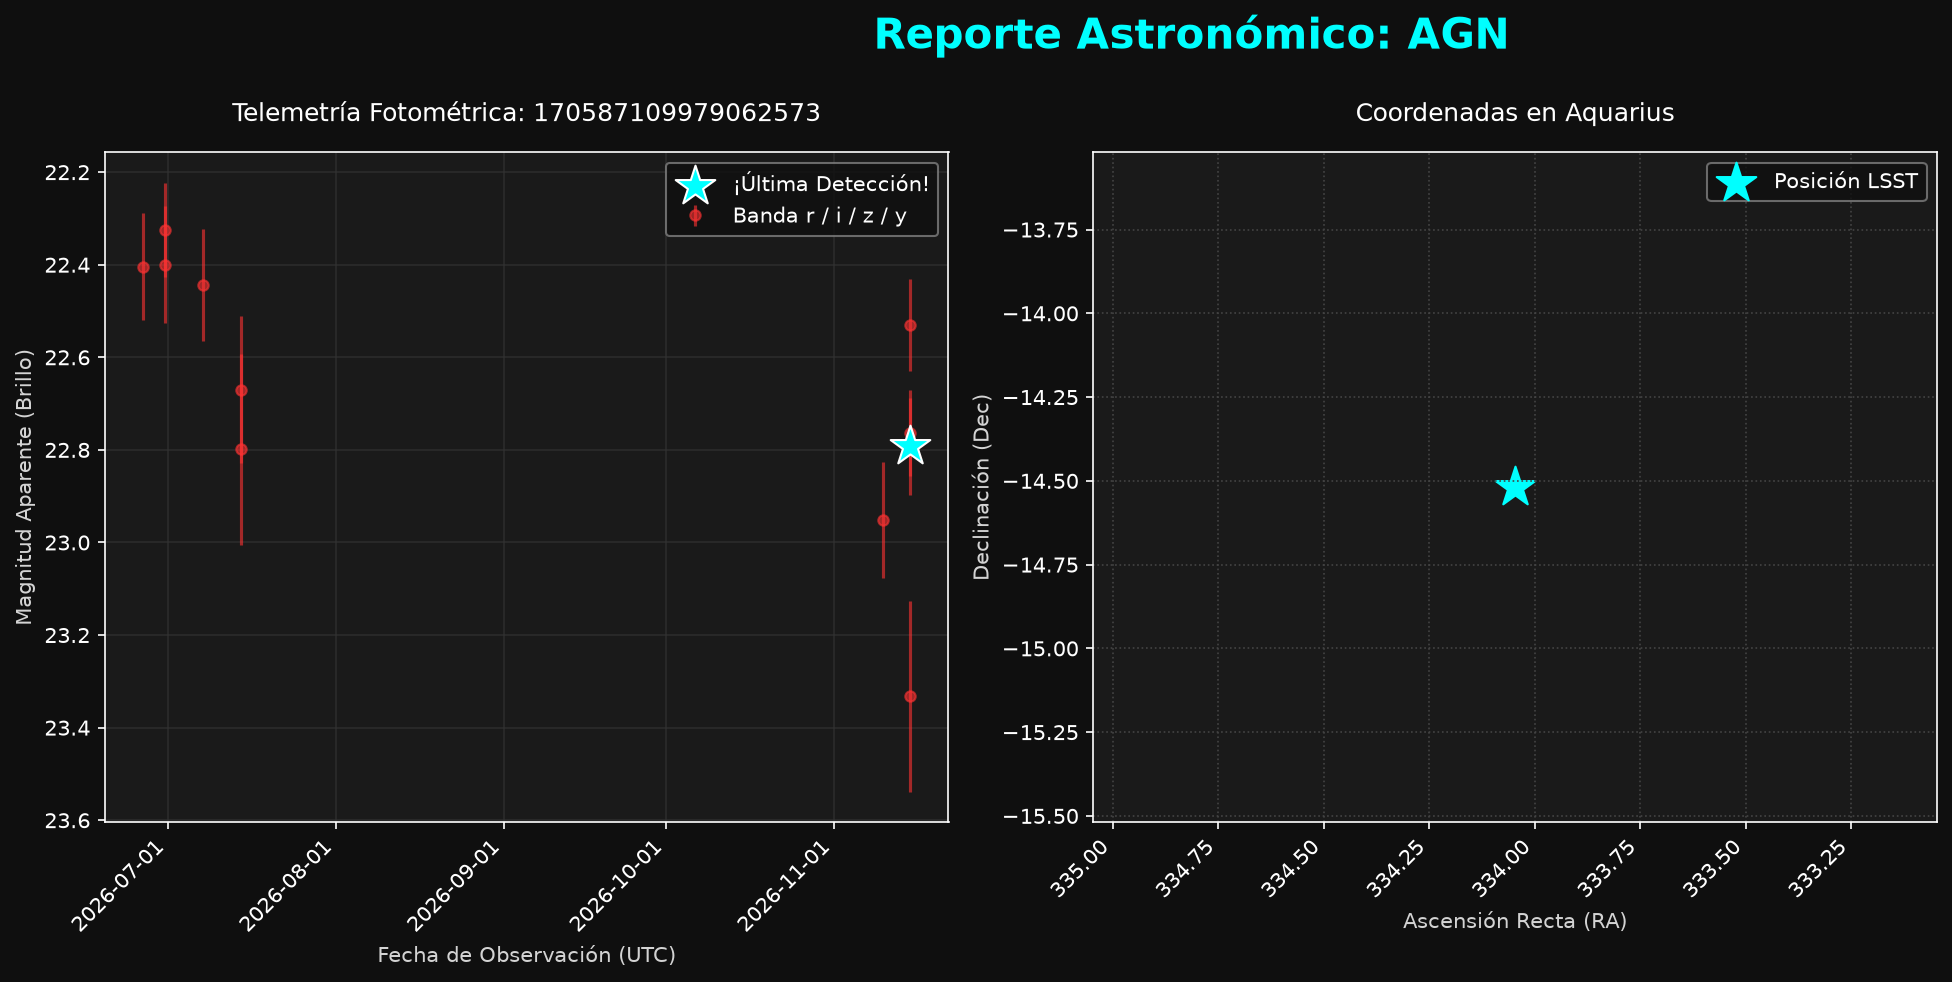 Reporte Astronómico: AGN
Telemetría Fotométrica: 170587109979062573
¡Última Detección!
Banda r / i / z / y
Magnitud Aparente (Brillo)
22.2
22.4
22.6
22.8
23.0
23.2
23.4
23.6
2026-07-01
2026-08-01
2026-09-01
2026-10-01
2026-11-01
Fecha de Observación (UTC)
Coordenadas en Aquarius
Posición LSST
Declinación (Dec)
−13.75
−14.00
−14.25
−14.50
−14.75
−15.00
−15.25
−15.50
335.00
334.75
334.50
334.25
334.00
333.75
333.50
333.25
Ascensión Recta (RA)